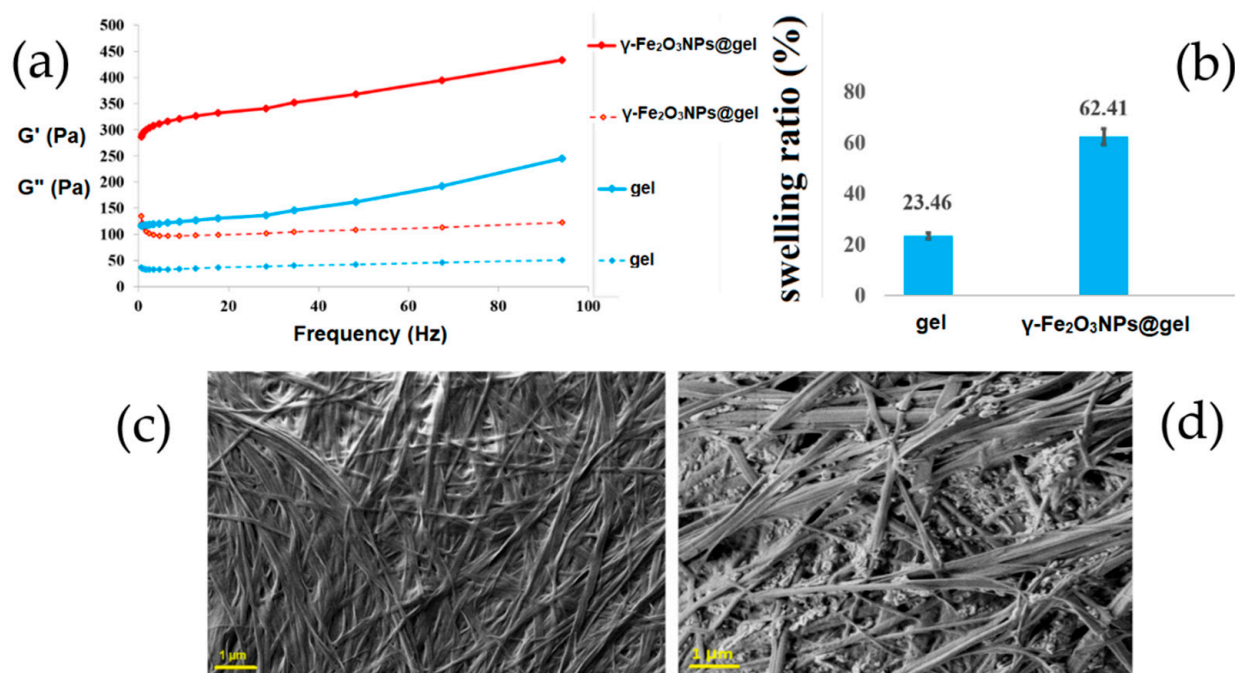 (a)
500
450
400
350
300
250
200
150
100
50
0
G' (Pa)
G" (Pa)
0
20
40
60
80
100
Frequency (Hz)
γ-Fe₂O₃NPs@gel
γ-Fe₂O₃NPs@gel
gel
gel
(b)
swelling ratio (%)
80
60
40
20
0
23.46
62.41
gel
γ-Fe₂O₃NPs@gel
(c)
1 µm
(d)
1 µm